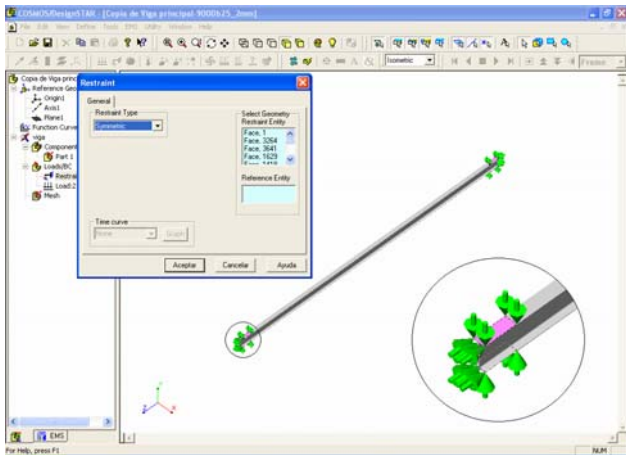 COSMOS/DesignSTAR - [Copia de Viga principal-9000b25_2mm]
File Edit View Define Tools EMS Utility Window Help
Isometric
Copia de Viga princ
Reference Geo
Origin1
Axis1
Plane1
Function Curve
viga
Component
Part 1
Loads/BC
Restrai
Load 2
Mesh
EMS
Restraint
General
Restraint Type
Symmetric
Select Geometry
Restraint Entity
Face, 1
Face, 3264
Face, 3641
Face, 1629
Face, 1418
Reference Entity
Time curve
None
Graph
Aceptar Cancelar Ayuda
For Help, press F1
NUM